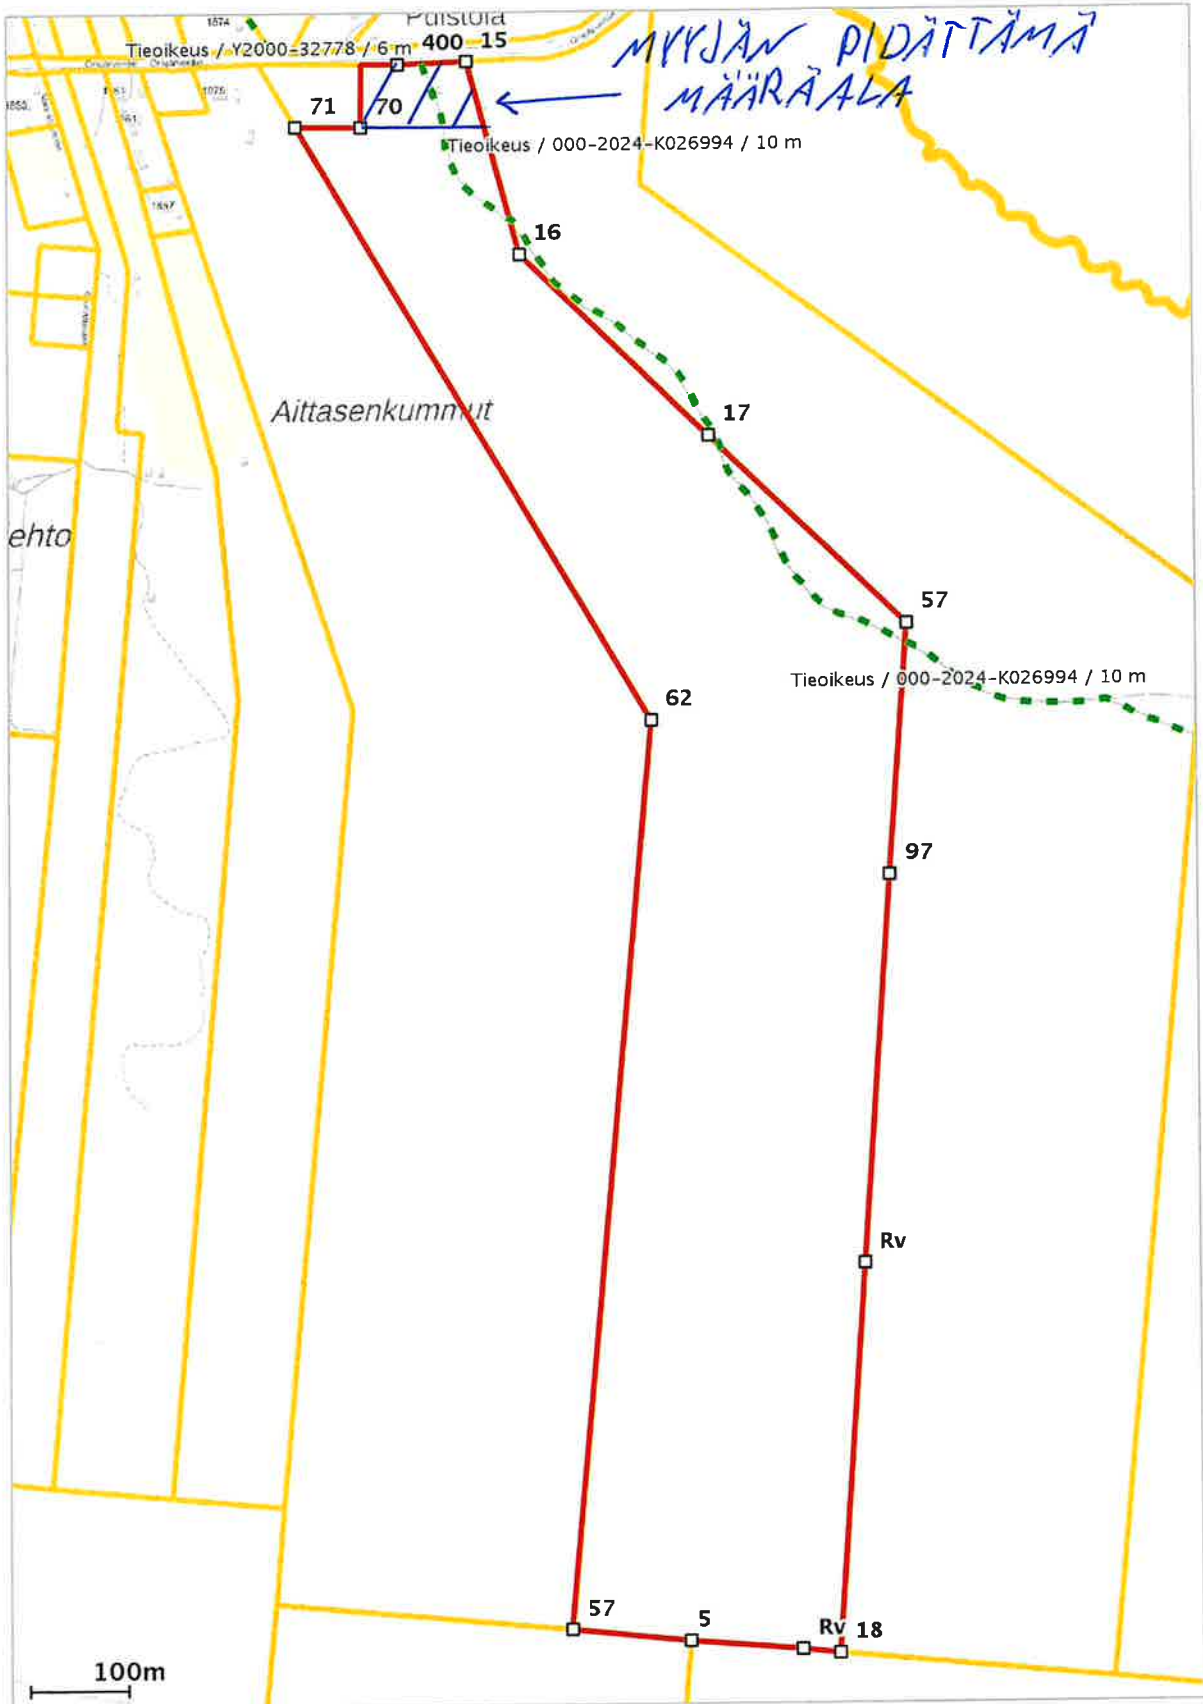 1874
Puistola
MYYJÄN PIDÄTTÄMÄ
MÄÄRÄALA
Tieoikeus / Y2000-32778 / 6 m
400
15
71
70
Tieoikeus / 000-2024-K026994 / 10 m
16
Aittasenkummut
17
ehto
57
Tieoikeus / 000-2024-K026994 / 10 m
62
97
Rv
57
5
Rv
18
100m